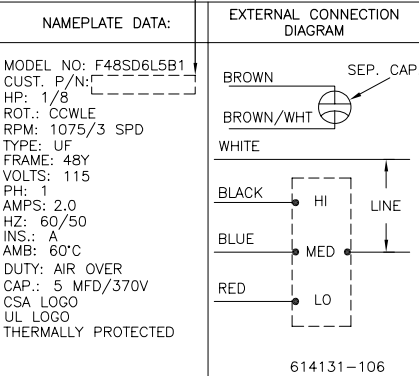 NAMEPLATE DATA:
MODEL NO: F48SD6L5B1
CUST. P/N:
HP: 1/8
ROT.: CCWLE
RPM: 1075/3 SPD
TYPE: UF
FRAME: 48Y
VOLTS: 115
PH: 1
AMPS: 2.0
HZ: 60/50
INS.: A
AMB: 60°C
DUTY: AIR OVER
CAP.: 5 MFD/370V
CSA LOGO
UL LOGO
THERMALLY PROTECTED
EXTERNAL CONNECTION
DIAGRAM
BROWN
SEP. CAP
BROWN/WHT
WHITE
BLACK
HI
LINE
BLUE
MED
RED
LO
614131-106